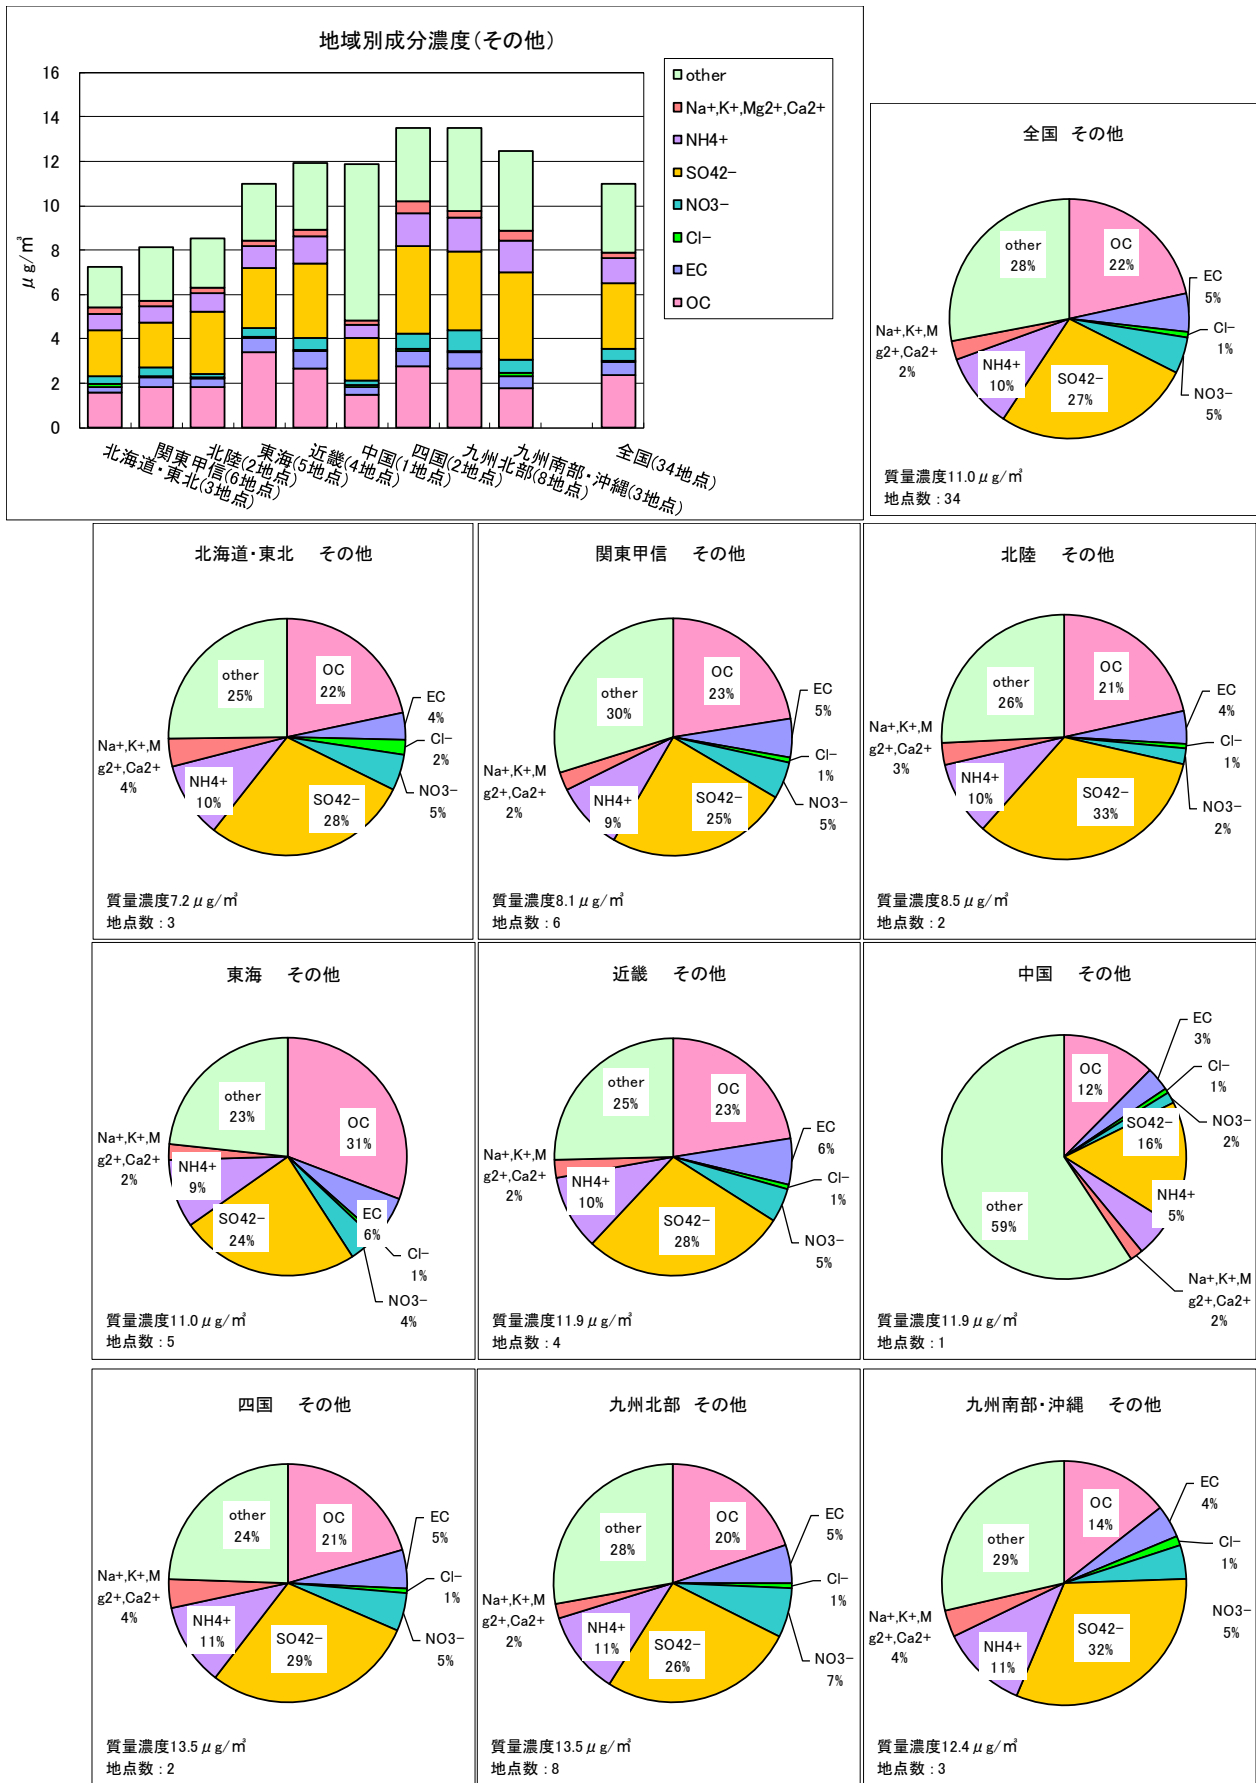 地域別成分濃度(その他)
16
14
12
10
8
6
4
2
0
μg/㎥
other
Na+,K+,Mg2+,Ca2+
NH4+
SO42-
NO3-
Cl-
EC
OC
北海道・東北(3地点)
関東甲信(6地点)
北陸(2地点)
東海(5地点)
近畿(4地点)
中国(1地点)
四国(2地点)
九州北部(8地点)
九州南部・沖縄(3地点)
全国(34地点)
全国 その他
other
28%
OC
22%
EC
5%
Cl-
1%
NO3-
5%
SO42-
27%
NH4+
10%
Na+,K+,M
g2+,Ca2+
2%
質量濃度11.0μg/㎥
地点数:34
北海道・東北 その他
other
25%
OC
22%
EC
4%
Cl-
2%
NO3-
5%
SO42-
28%
NH4+
10%
Na+,K+,M
g2+,Ca2+
4%
質量濃度7.2μg/㎥
地点数:3
関東甲信 その他
other
30%
OC
23%
EC
5%
Cl-
1%
NO3-
5%
SO42-
25%
NH4+
9%
Na+,K+,M
g2+,Ca2+
2%
質量濃度8.1μg/㎥
地点数:6
北陸 その他
other
26%
OC
21%
EC
4%
Cl-
1%
NO3-
2%
SO42-
33%
NH4+
10%
Na+,K+,M
g2+,Ca2+
3%
質量濃度8.5μg/㎥
地点数:2
東海 その他
other
23%
OC
31%
EC
6%
Cl-
1%
NO3-
4%
SO42-
24%
NH4+
9%
Na+,K+,M
g2+,Ca2+
2%
質量濃度11.0μg/㎥
地点数:5
近畿 その他
other
25%
OC
23%
EC
6%
Cl-
1%
NO3-
5%
SO42-
28%
NH4+
10%
Na+,K+,M
g2+,Ca2+
2%
質量濃度11.9μg/㎥
地点数:4
中国 その他
OC
12%
EC
3%
Cl-
1%
NO3-
2%
SO42-
16%
NH4+
5%
Na+,K+,M
g2+,Ca2+
2%
other
59%
質量濃度11.9μg/㎥
地点数:1
四国 その他
other
24%
OC
21%
EC
5%
Cl-
1%
NO3-
5%
SO42-
29%
NH4+
11%
Na+,K+,M
g2+,Ca2+
4%
質量濃度13.5μg/㎥
地点数:2
九州北部 その他
other
28%
OC
20%
EC
5%
Cl-
1%
NO3-
7%
SO42-
26%
NH4+
11%
Na+,K+,M
g2+,Ca2+
2%
質量濃度13.5μg/㎥
地点数:8
九州南部・沖縄 その他
other
29%
OC
14%
EC
4%
Cl-
1%
NO3-
5%
SO42-
32%
NH4+
11%
Na+,K+,M
g2+,Ca2+
4%
質量濃度12.4μg/㎥
地点数:3